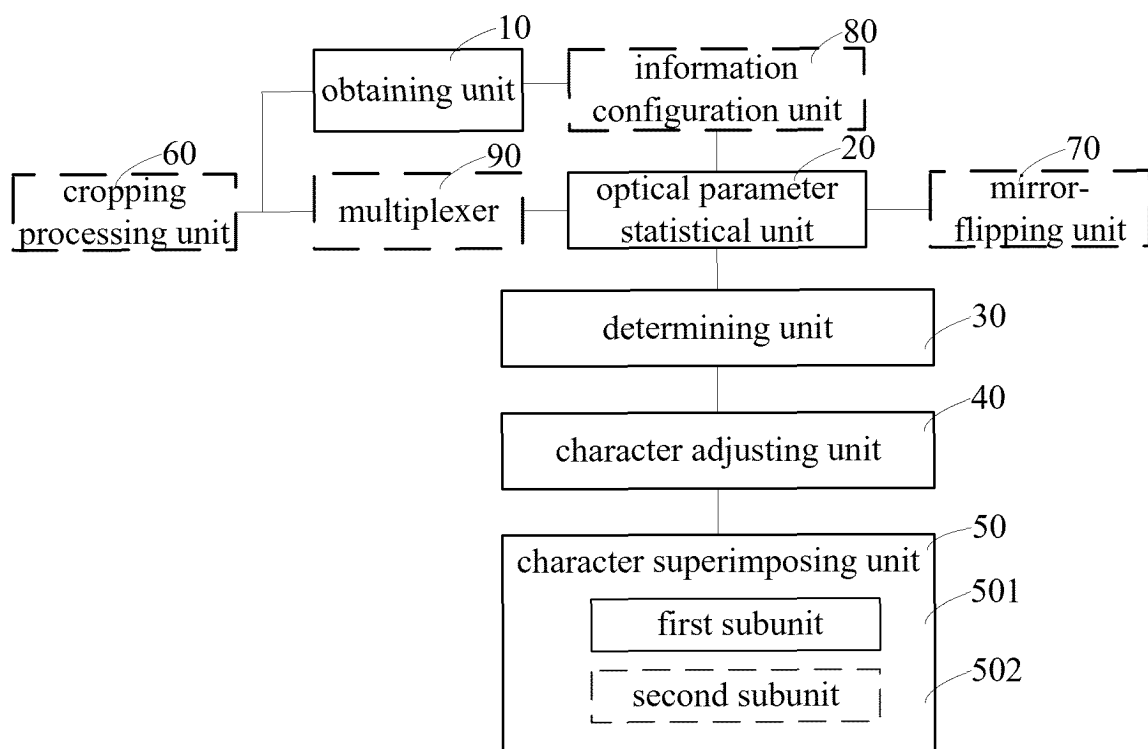 10
80
obtaining unit
information
configuration unit
60
90
20
70
cropping
processing unit
multiplexer
optical parameter
statistical unit
mirror-
flipping unit
determining unit
30
40
character adjusting unit
50
character superimposing unit
501
first subunit
502
second subunit